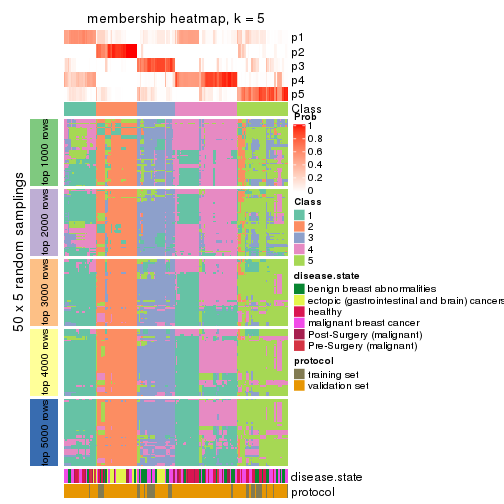 membership heatmap, k = 5
p1
p2
p3
p4
p5
Class
50 x 5 random samplings
top 1000 rows
top 2000 rows
top 3000 rows
top 4000 rows
top 5000 rows
disease.state
protocol
Prob
1
0.8
0.6
0.4
0.2
0
Class
1
2
3
4
5
disease.state
benign breast abnormalities
ectopic (gastrointestinal and brain) cancers
healthy
malignant breast cancer
Post-Surgery (malignant)
Pre-Surgery (malignant)
protocol
training set
validation set